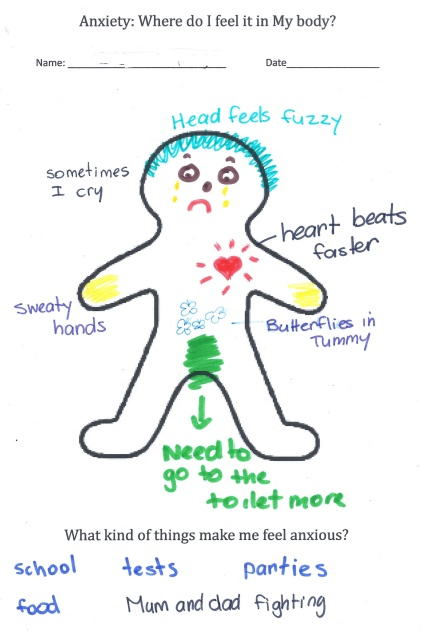 Anxiety: Where do I feel it in My body?
Name: Date
Head feels fuzzy
sometimes
I cry
heart beats
faster
sweaty
hands
Butterflies in
Tummy
Need to
go to the
toilet more
What kind of things make me feel anxious?
school tests parties
food Mum and dad fighting